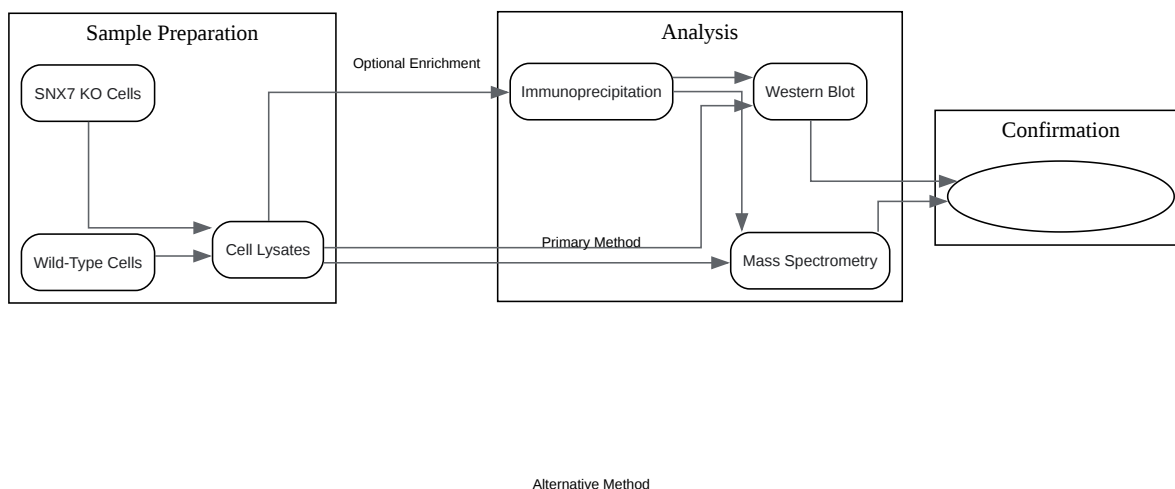 Sample Preparation
SNX7 KO Cells
Wild-Type Cells
Cell Lysates
Optional Enrichment
Primary Method
Analysis
Immunoprecipitation
Western Blot
Mass Spectrometry
Confirmation
Alternative Method